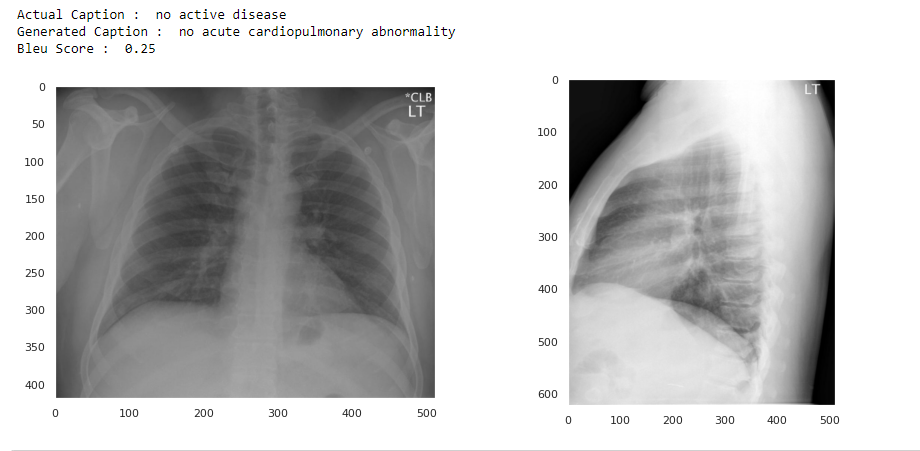 Actual Caption :  no active disease
Generated Caption :  no acute cardiopulmonary abnormality
Bleu Score :  0.25
*CLB
LT
0
50
100
150
200
250
300
350
400
0 100 200 300 400 500
LT
0
100
200
300
400
500
600
0 100 200 300 400 500